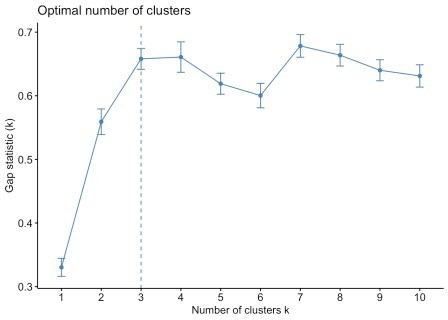 Optimal number of clusters
0.7
0.6
0.5
0.4
0.3
Gap statistic (k)
1 2 3 4 5 6 7 8 9 10
Number of clusters k